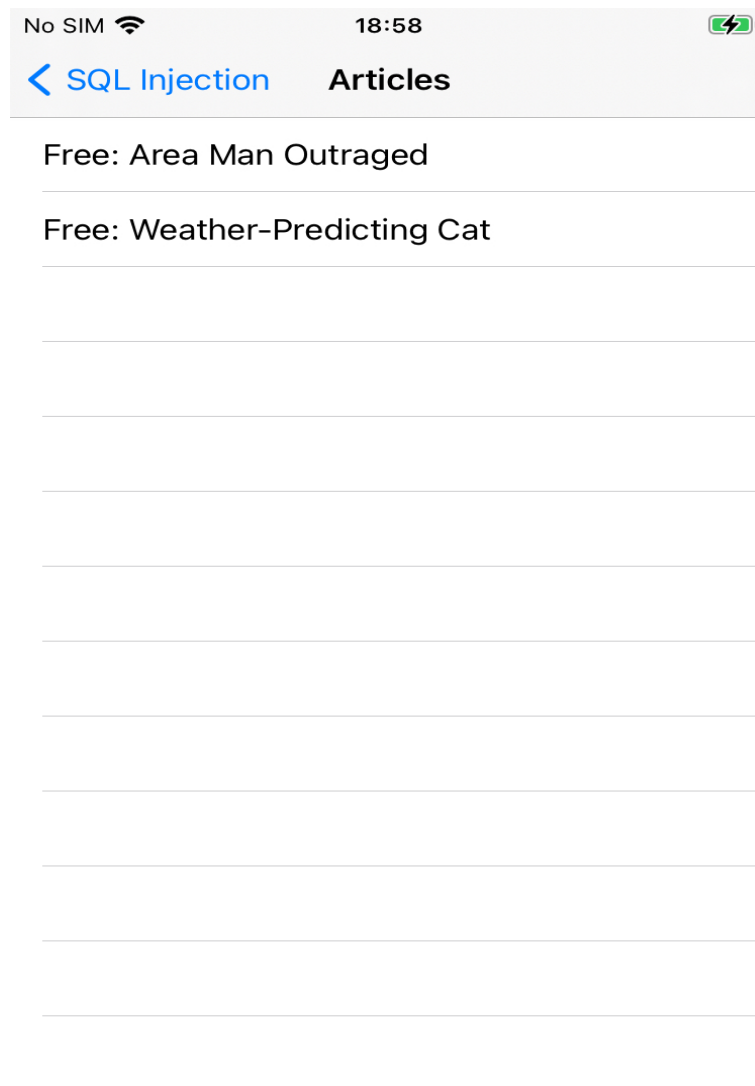 No SIM 18:58
SQL Injection Articles
Free: Area Man Outraged
Free: Weather-Predicting Cat